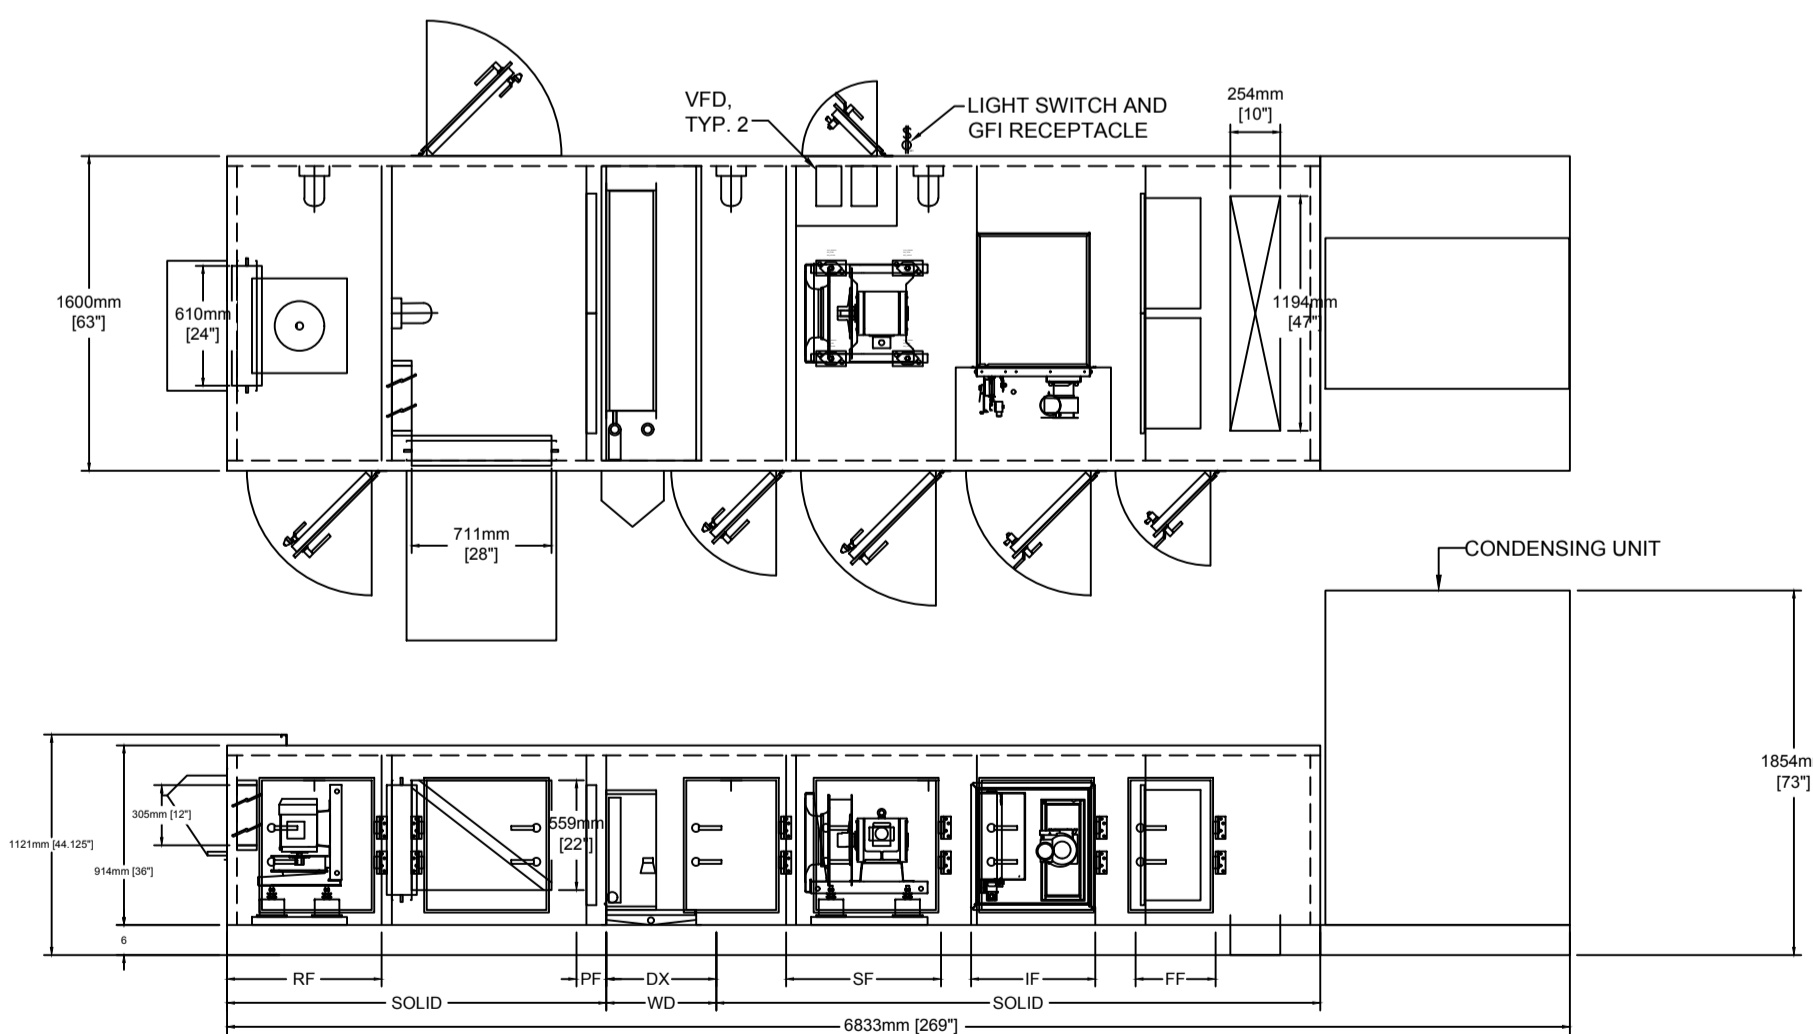 VFD,
TYP. 2
LIGHT SWITCH AND
GFI RECEPTACLE
254mm
[10"]
1600mm
[63"]
610mm
[24"]
1194mm
[47"]
711mm
[28"]
CONDENSING UNIT
1854m
[73"]
305mm [12"]
559mm
[22"]
1121mm [44.125"]
914mm [36"]
6
RF
PF
DX
SF
IF
FF
SOLID
WD
SOLID
6833mm [269"]